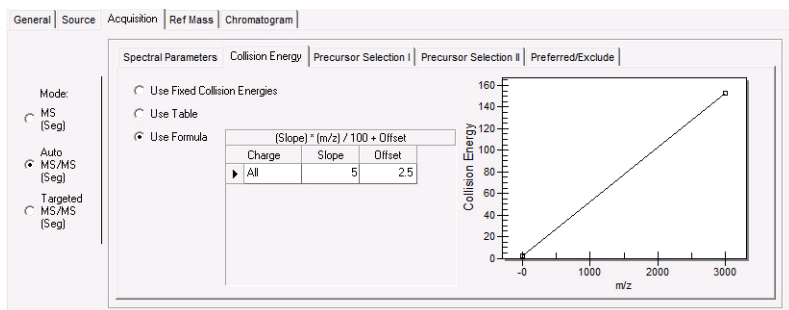 General Source Acquisition Ref Mass Chromatogram
Spectral Parameters Collision Energy Precursor Selection I Precursor Selection II Preferred/Exclude
Mode:
MS
(Seg)
Auto
MS/MS
(Seg)
Targeted
MS/MS
(Seg)
Use Fixed Collision Energies
Use Table
Use Formula
(Slope) * (m/z) / 100 + Offset
Charge Slope Offset
All 5 2.5
Collision Energy
160
140
120
100
80
60
40
20
0
-0 1000 2000 3000
m/z